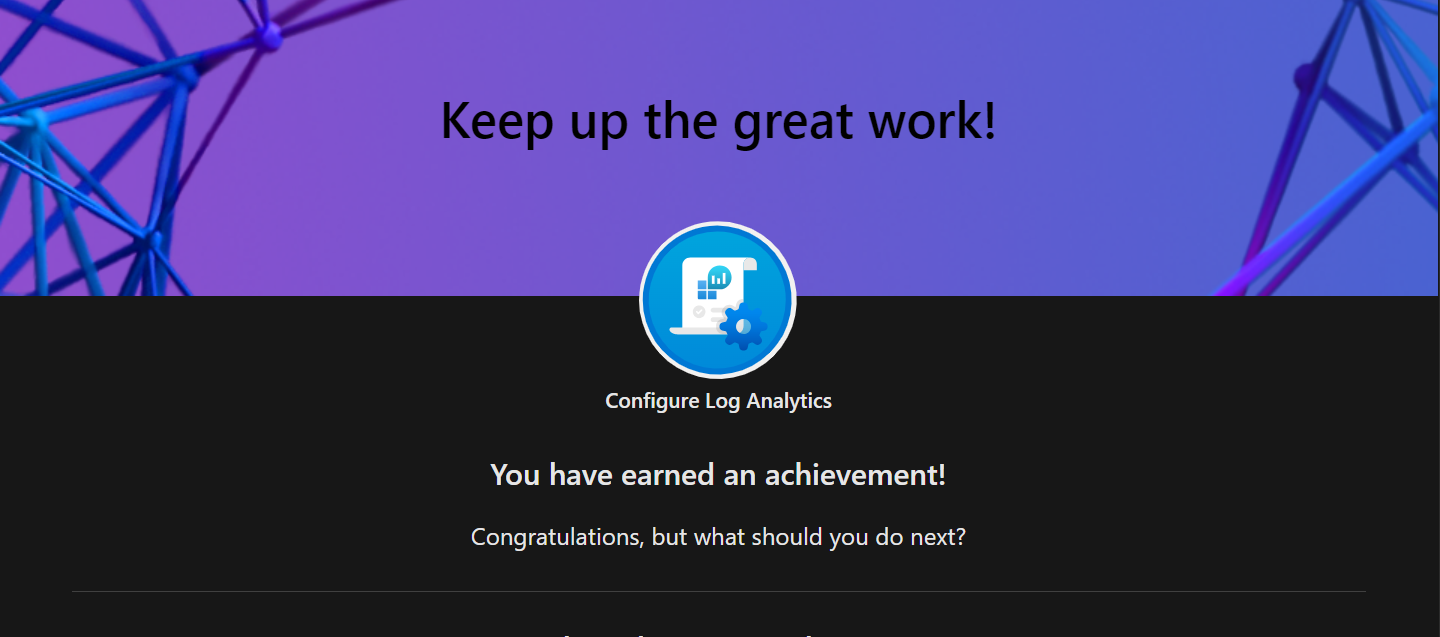 Keep up the great work!
Configure Log Analytics
You have earned an achievement!
Congratulations, but what should you do next?